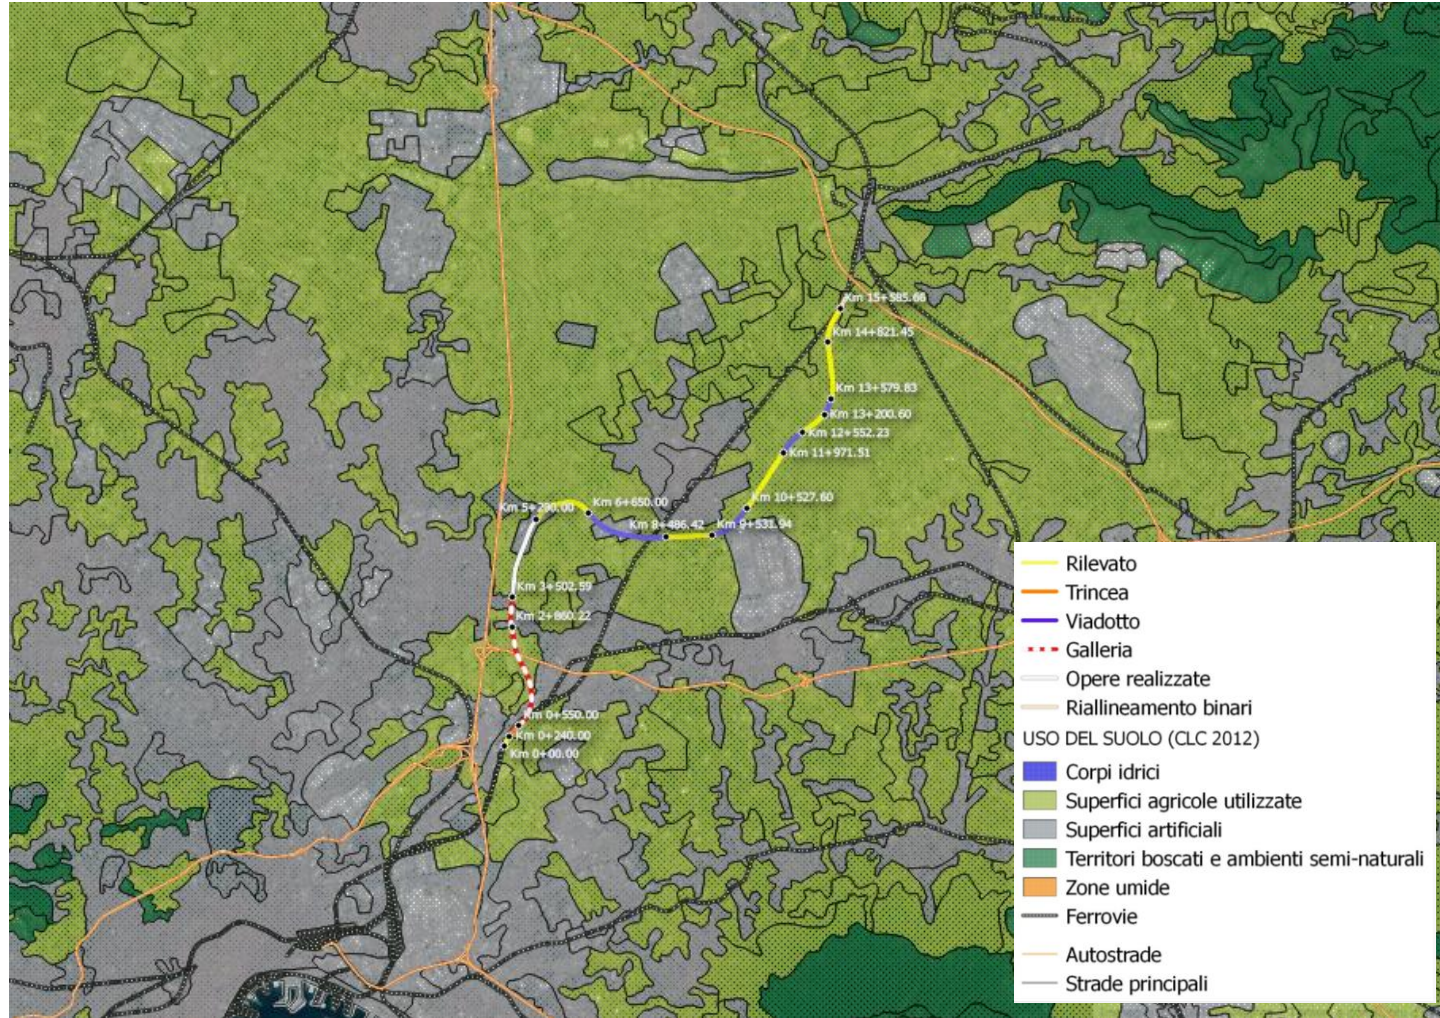 Km 15+585.68
Km 14+821.45
Km 13+579.83
Km 13+200.60
Km 12+552.23
Km 11+971.51
Km 10+527.60
Km 6+650.00
Km 5+290.00
Km 8+486.42
Km 9+531.94
Km 3+502.59
Km 2+860.22
Km 0+550.00
Km 0+240.00
Km 0+00.00
Rilevato
Trincea
Viadotto
Galleria
Opere realizzate
Riallineamento binari
USO DEL SUOLO (CLC 2012)
Corpi idrici
Superfici agricole utilizzate
Superfici artificiali
Territori boscati e ambienti semi-naturali
Zone umide
Ferrovie
Autostrade
Strade principali